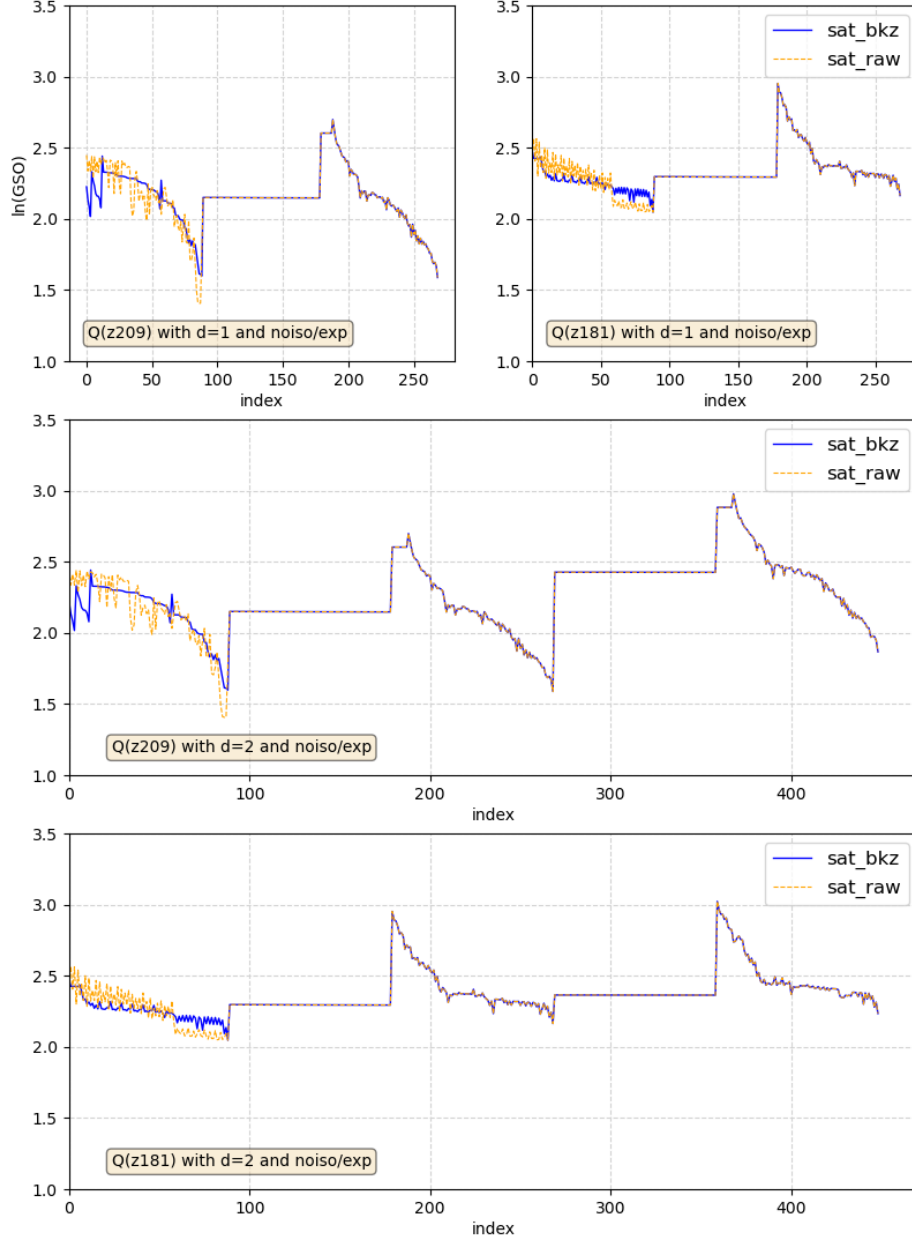 3.5
3.0
2.5
2.0
1.5
1.0
ln(GSO)
Q(z209) with d=1 and noiso/exp
0 50 100 150 200 250
index
3.5
3.0
2.5
2.0
1.5
1.0
sat_bkz
sat_raw
Q(z181) with d=1 and noiso/exp
0 50 100 150 200 250
index
3.5
3.0
2.5
2.0
1.5
1.0
sat_bkz
sat_raw
Q(z209) with d=2 and noiso/exp
0 100 200 300 400
index
3.5
3.0
2.5
2.0
1.5
1.0
sat_bkz
sat_raw
Q(z181) with d=2 and noiso/exp
0 100 200 300 400
index